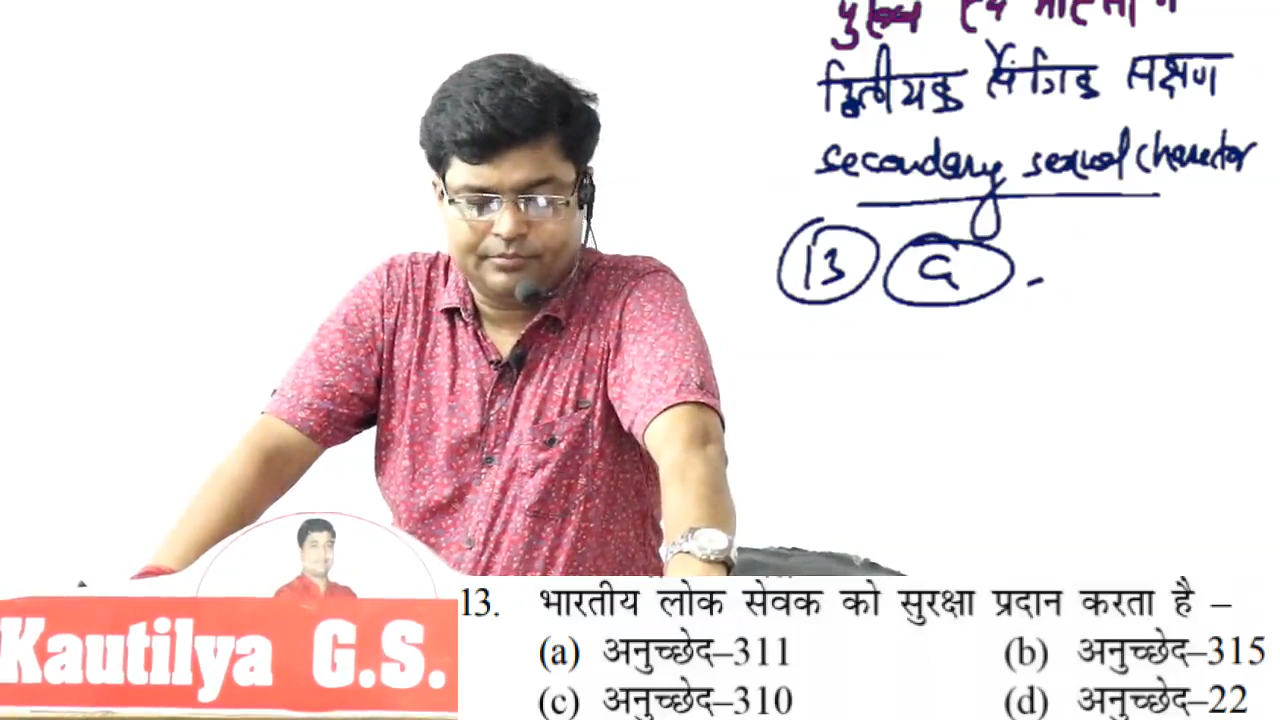 द्वितीयक लैंगिक लक्षण
secondary sexual charector
13 a
Kautilya G.S.
13. भारतीय लोक सेवक को सुरक्षा प्रदान करता है –
(a) अनुच्छेद–311 (b) अनुच्छेद–315
(c) अनुच्छेद–310 (d) अनुच्छेद-22